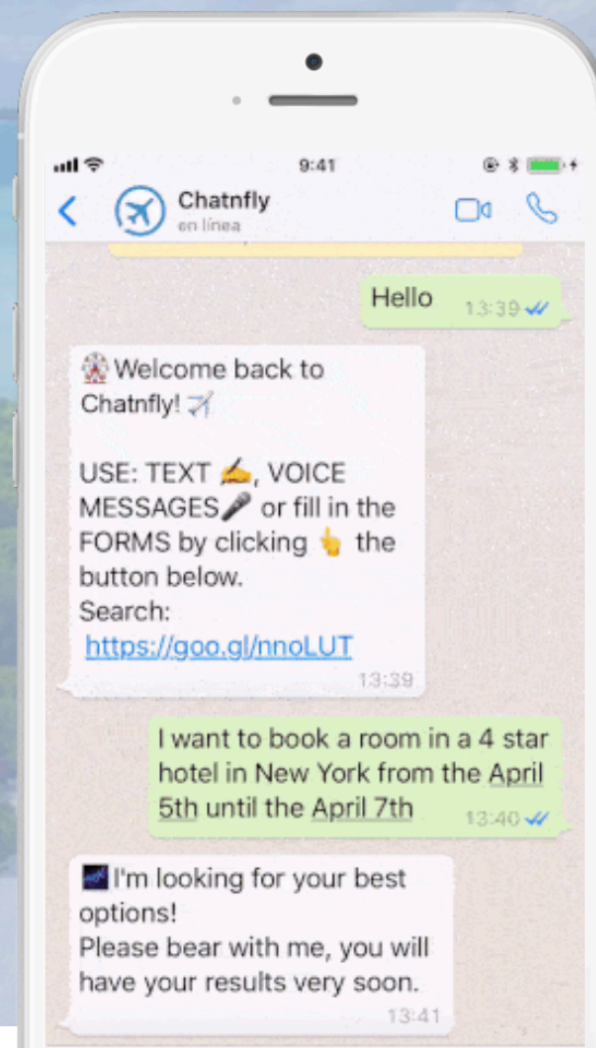 9:41
Chatnfly
en línea
Hello
13:39
🎡 Welcome back to
Chatnfly! ✈️
USE: TEXT ✍️, VOICE
MESSAGES🎤 or fill in the
FORMS by clicking 👆 the
button below.
Search:
https://goo.gl/nnoLUT
13:39
I want to book a room in a 4 star
hotel in New York from the April
5th until the April 7th
13:40
🎆 I'm looking for your best
options!
Please bear with me, you will
have your results very soon.
13:41